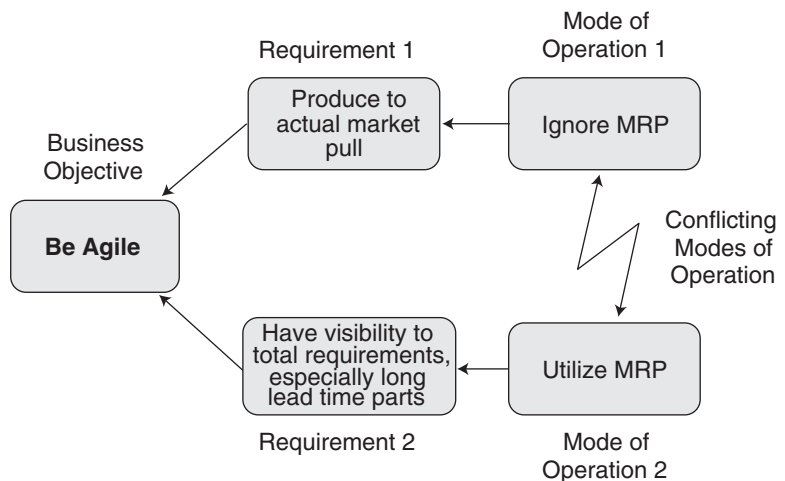 Requirement 1
Mode of
Operation 1
Produce to
actual market
pull
Ignore MRP
Business
Objective
Be Agile
Conflicting
Modes of
Operation
Have visibility to
total requirements,
especially long
lead time parts
Utilize MRP
Requirement 2
Mode of
Operation 2